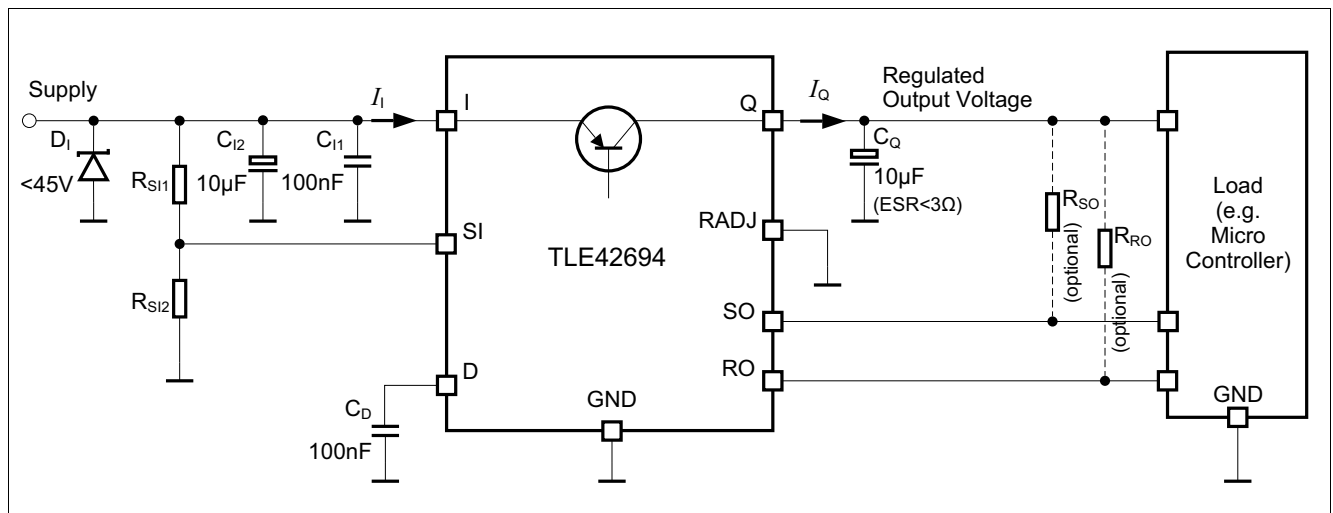 Supply
D_I
<45V
R_SI1
R_SI2
C_I2
10µF
C_I1
100nF
I_I
I
SI
D
C_D
100nF
TLE42694
GND
Q
RADJ
SO
RO
I_Q
Regulated
Output Voltage
C_Q
10µF
(ESR<3Ω)
R_SO
(optional)
R_RO
(optional)
Load
(e.g.
Micro
Controller)
GND